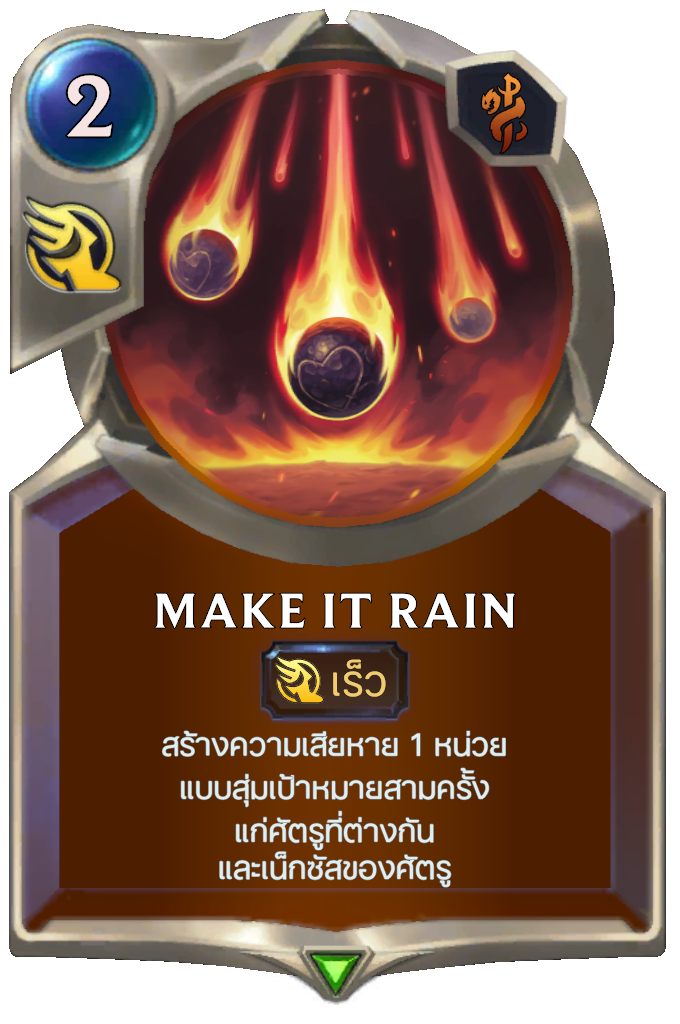 2
MAKE IT RAIN
เร็ว
สร้างความเสียหาย 1 หน่วย
แบบสุ่มเป้าหมายสามครั้ง
แก่ศัตรูที่ต่างกัน
และเน็กซัสของศัตรู